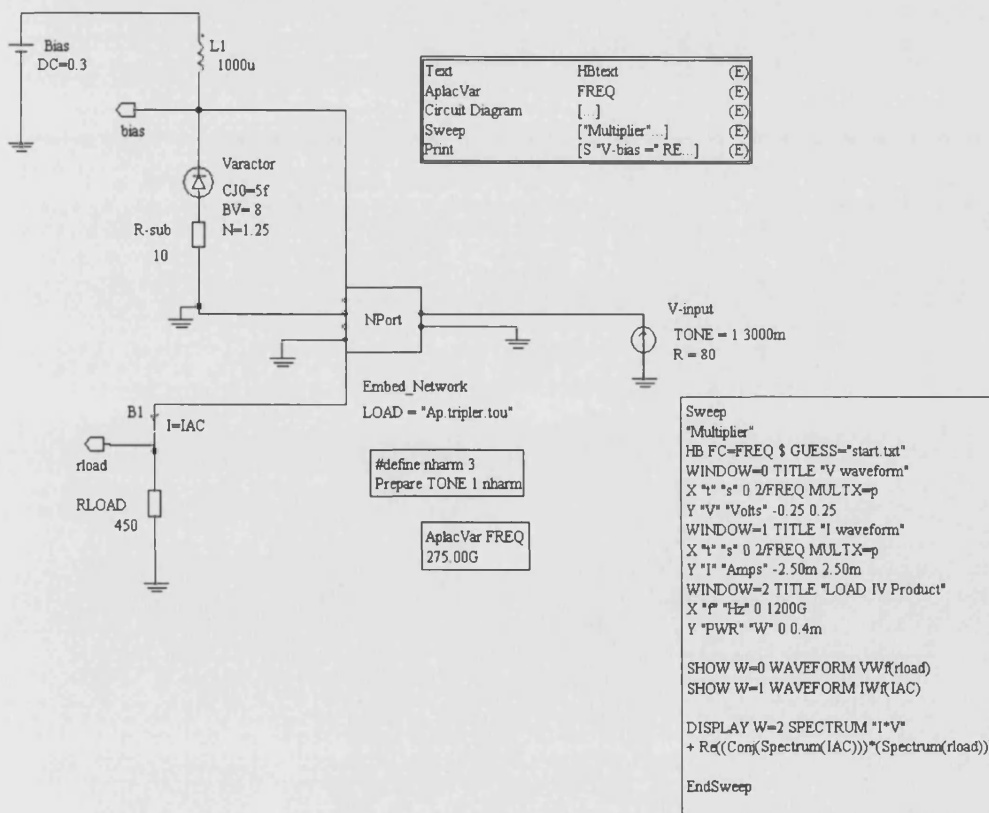 Bias
DC=0.3
L1
1000u
bias
Varactor
CJ0=5f
BV= 8
N=1.25
R-sub
10
Text HBtext (E)
AplacVar FREQ (E)
Circuit Diagram [...] (E)
Sweep ["Multiplier"...] (E)
Print [S "V-bias =" RE...] (E)
NPort
V-input
TONE = 1 3000m
R = 80
Embed_Network
LOAD = "Ap.tripler.tou"
B1
I=IAC
rload
RLOAD
450
#define nharm 3
Prepare TONE 1 nharm
AplacVar FREQ
275.00G
Sweep
"Multiplier"
HB FC=FREQ $ GUESS="start.txt"
WINDOW=0 TITLE "V waveform"
X "t" "s" 0 2/FREQ MULTX=p
Y "V" "Volts" -0.25 0.25
WINDOW=1 TITLE "I waveform"
X "t" "s" 0 2/FREQ MULTX=p
Y "I" "Amps" -2.50m 2.50m
WINDOW=2 TITLE "LOAD IV Product"
X "f" "Hz" 0 1200G
Y "PWR" "W" 0 0.4m
SHOW W=0 WAVEFORM VWf(rload)
SHOW W=1 WAVEFORM IWf(IAC)
DISPLAY W=2 SPECTRUM "I*V"
+ Re((Conj(Spectrum(IAC)))*(Spectrum(rload))
EndSweep